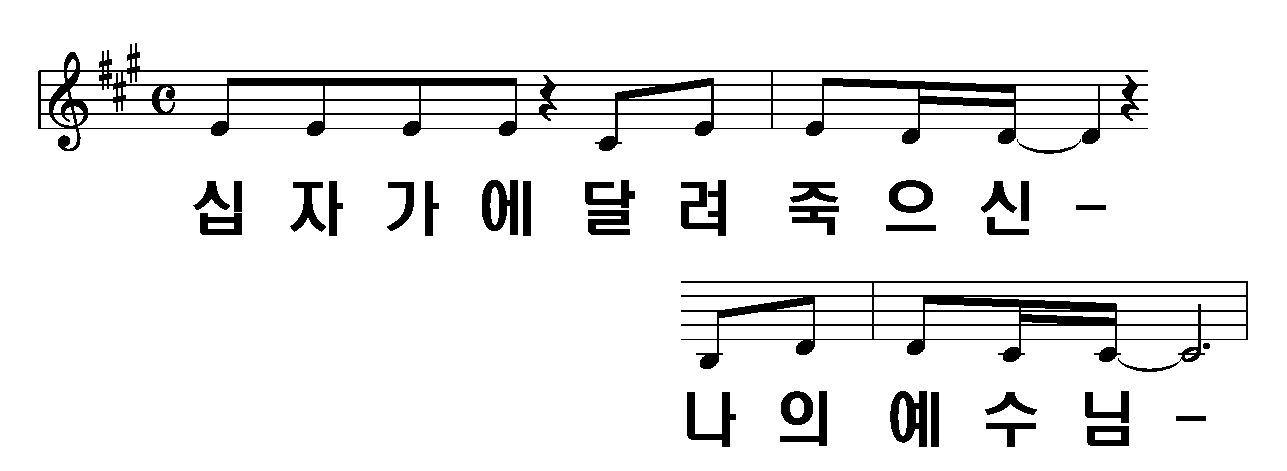 십 자 가 에 달 려 죽 으 신 -
나 의 예 수 님 -